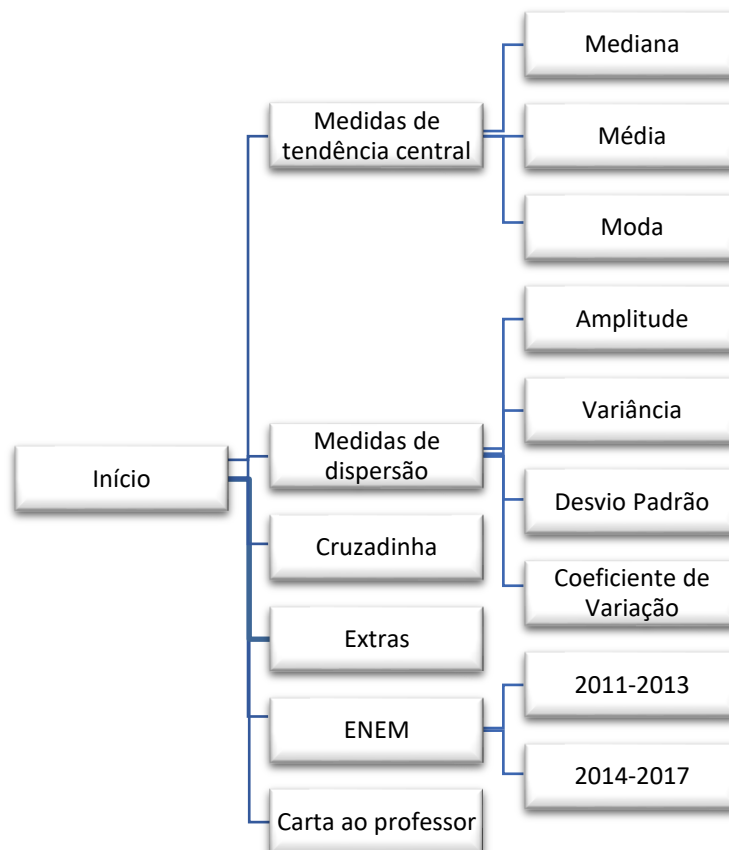 Início
Medidas de
tendência central
Mediana
Média
Moda
Medidas de
dispersão
Amplitude
Variância
Desvio Padrão
Coeficiente de
Variação
Cruzadinha
Extras
ENEM
2011-2013
2014-2017
Carta ao professor